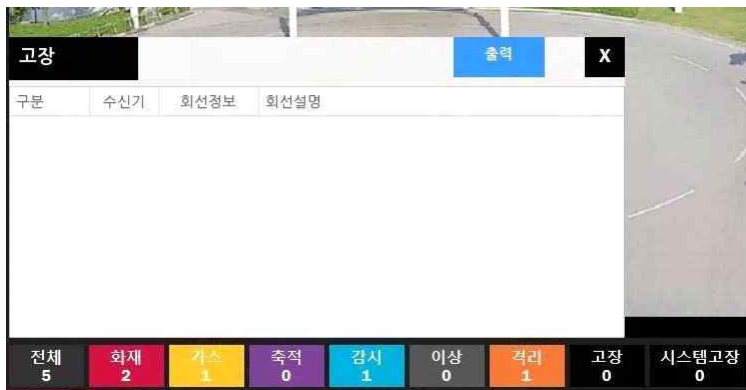 고장 출력 X
구분 수신기 회선정보 회선설명
전체 화재 가스 축적 감시 이상 격리 고장 시스템고장
5 2 1 0 1 0 1 0 0